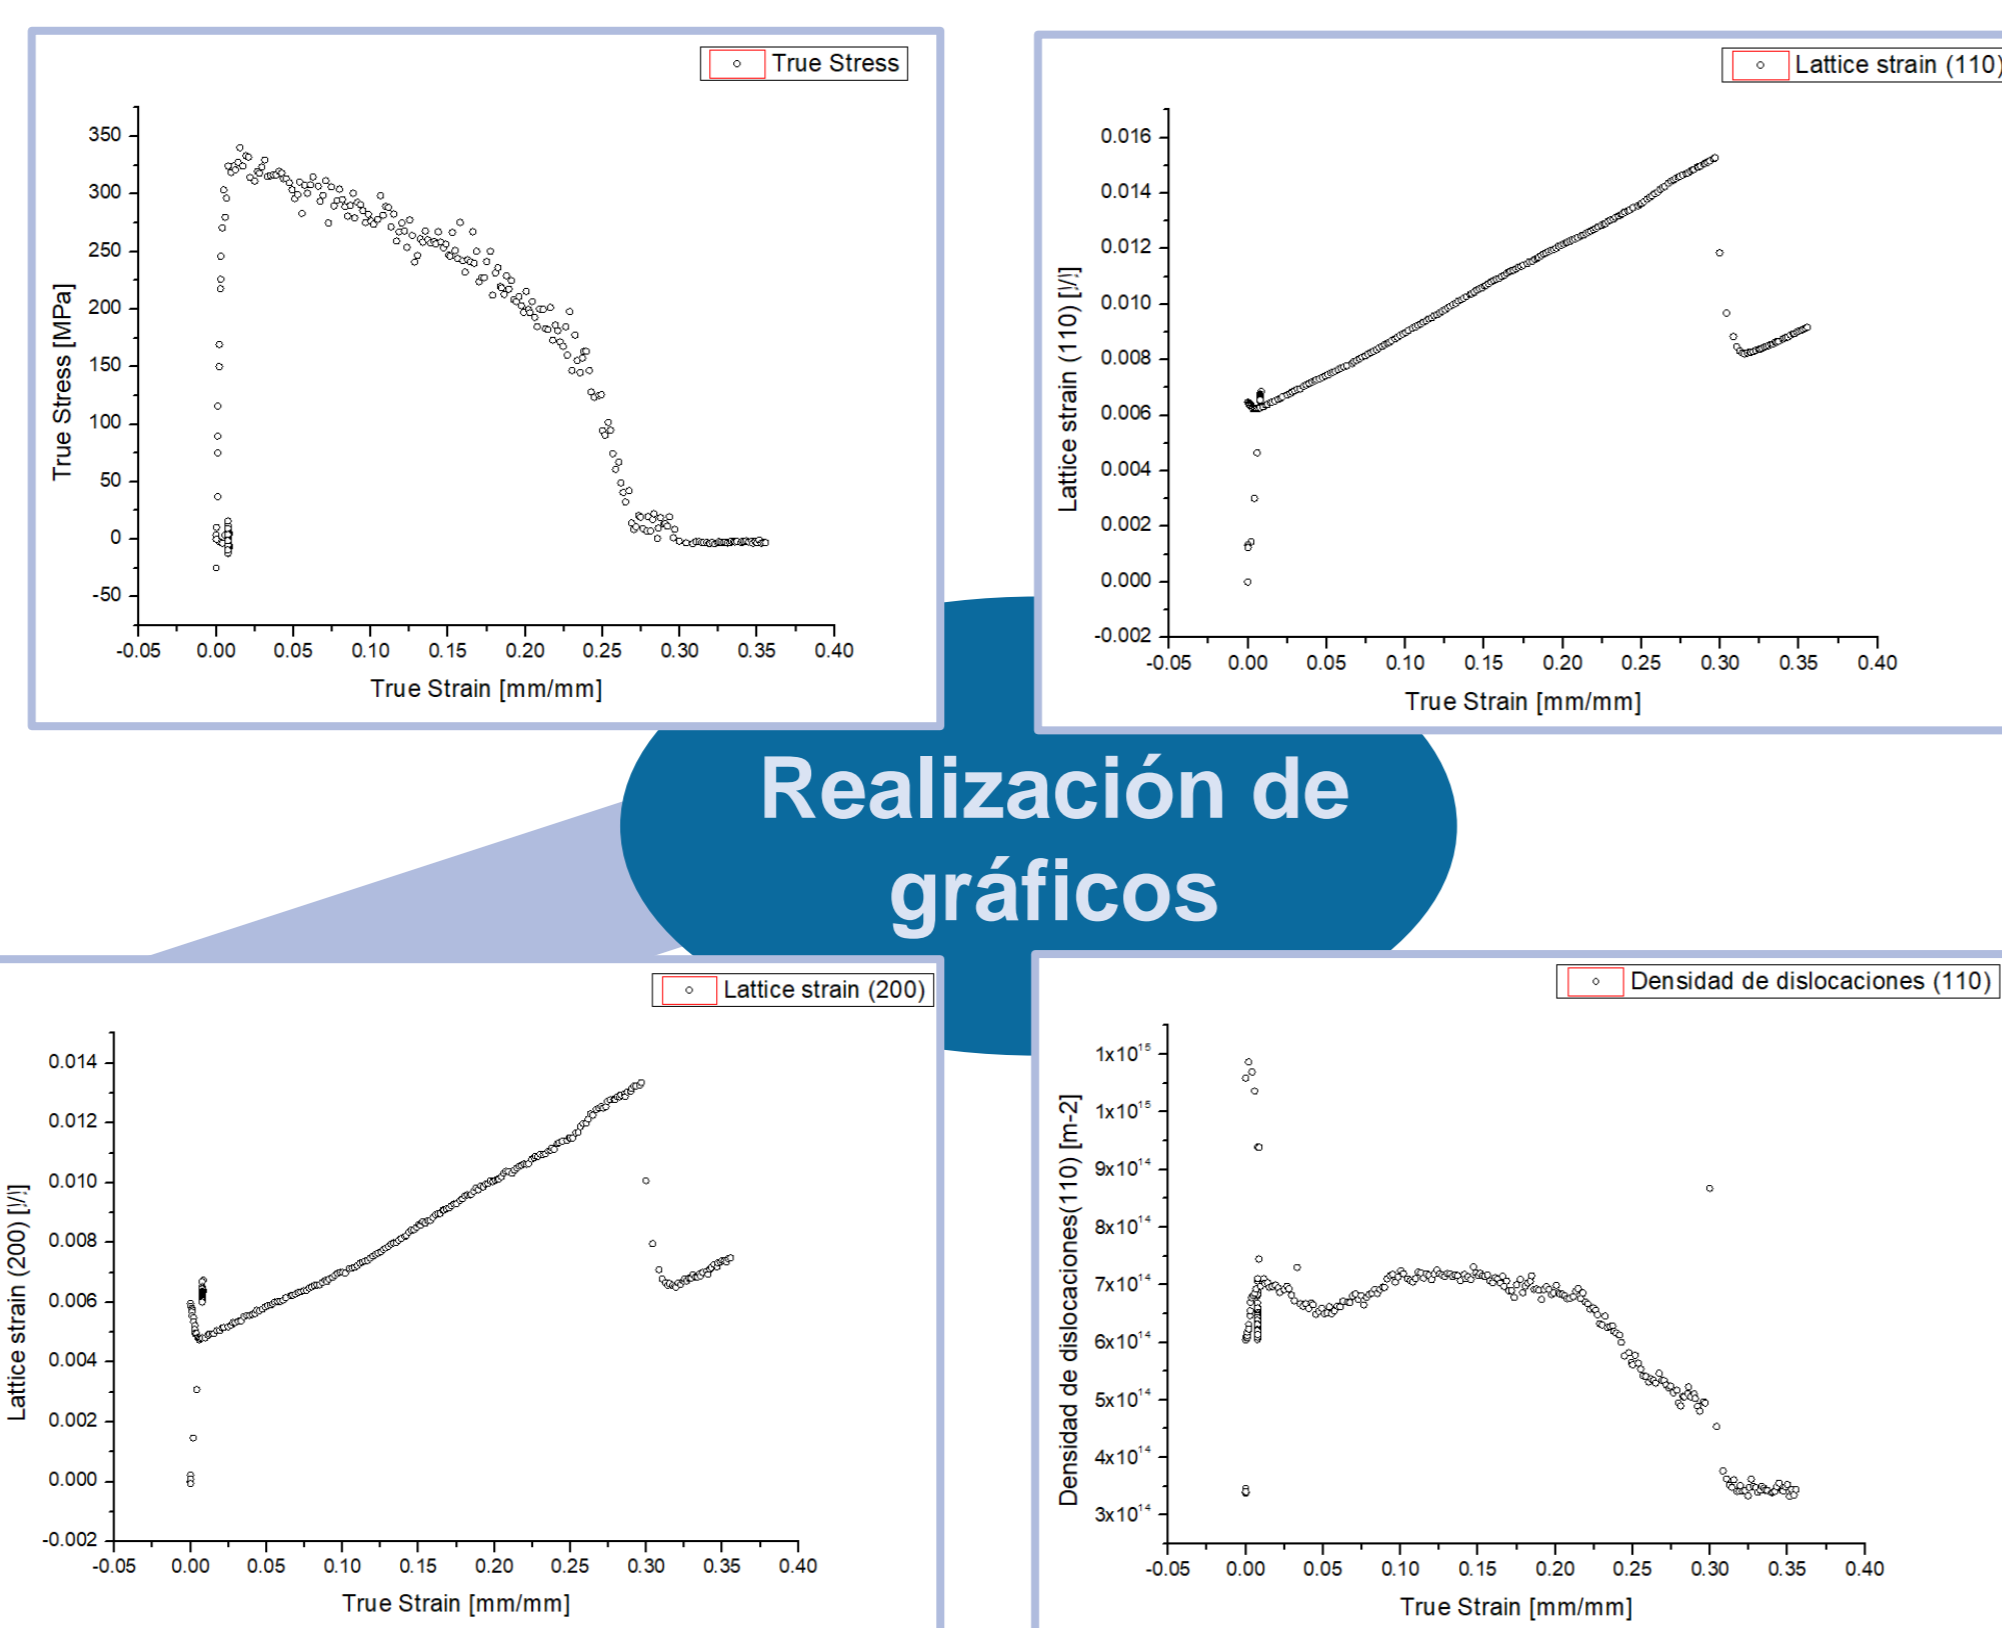 True Stress
350
300
250
200
150
100
50
0
-50
True Stress [MPa]
-0.05 0.00 0.05 0.10 0.15 0.20 0.25 0.30 0.35 0.40
True Strain [mm/mm]
Lattice strain (110)
0.016
0.014
0.012
0.010
0.008
0.006
0.004
0.002
0.000
-0.002
Lattice strain (110) [!/!]
-0.05 0.00 0.05 0.10 0.15 0.20 0.25 0.30 0.35 0.40
True Strain [mm/mm]
Realización de
gráficos
Lattice strain (200)
0.014
0.012
0.010
0.008
0.006
0.004
0.002
0.000
-0.002
Lattice strain (200) [!/!]
-0.05 0.00 0.05 0.10 0.15 0.20 0.25 0.30 0.35 0.40
True Strain [mm/mm]
Densidad de dislocaciones (110)
1x10¹⁵
1x10¹⁵
9x10¹⁴
8x10¹⁴
7x10¹⁴
6x10¹⁴
5x10¹⁴
4x10¹⁴
3x10¹⁴
Densidad de dislocaciones(110) [m-2]
-0.05 0.00 0.05 0.10 0.15 0.20 0.25 0.30 0.35 0.40
True Strain [mm/mm]